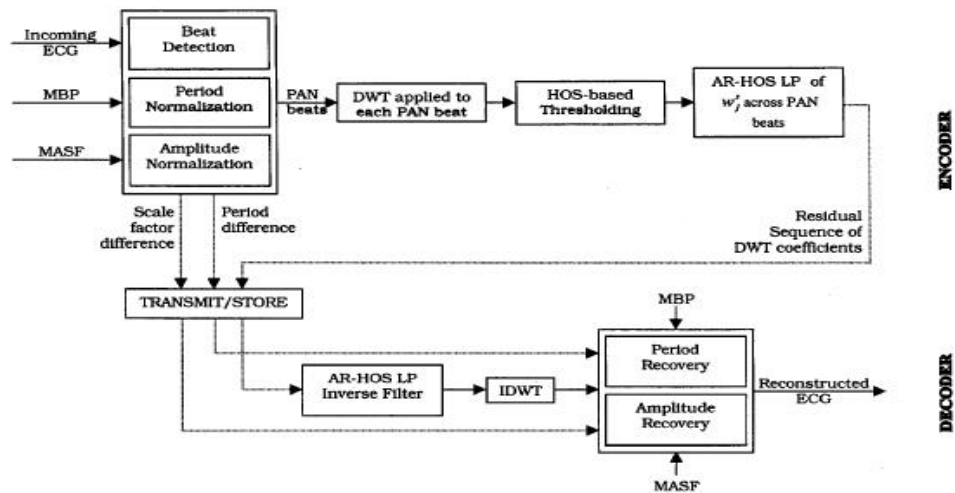 Incoming
ECG
MBP
MASF
Beat
Detection
Period
Normalization
Amplitude
Normalization
PAN
beats
DWT applied to
each PAN beat
HOS-based
Thresholding
AR-HOS LP of
w'j across PAN
beats
ENCODER
Scale
factor
difference
Period
difference
Residual
Sequence of
DWT coefficients
TRANSMIT/STORE
MBP
AR-HOS LP
Inverse Filter
IDWT
Period
Recovery
Amplitude
Recovery
Reconstructed
ECG
MASF
DECODER